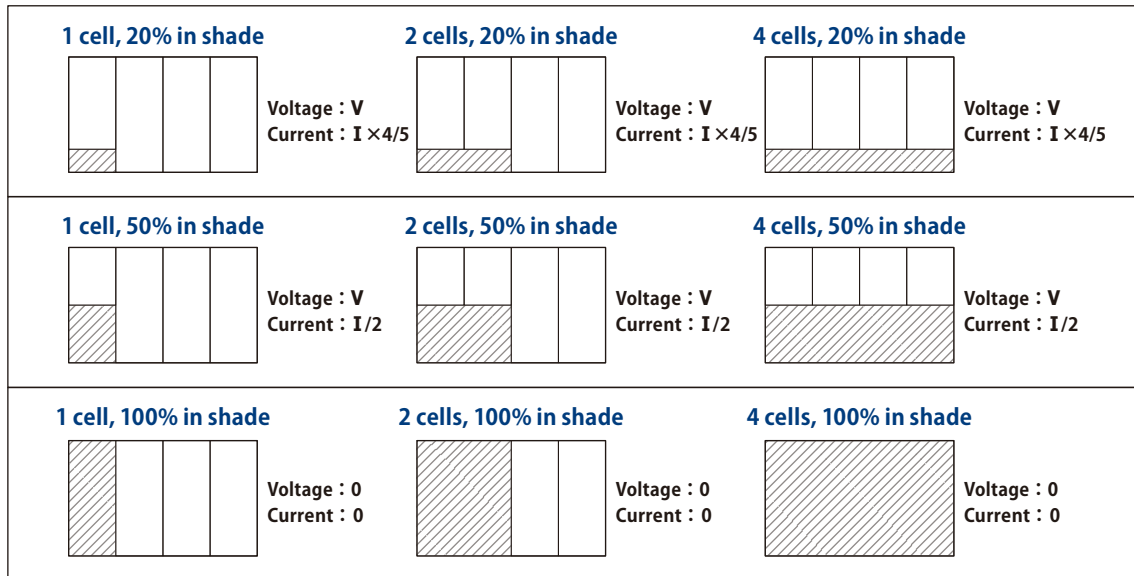 1 cell, 20% in shade
Voltage：V
Current：I ×4/5
2 cells, 20% in shade
Voltage：V
Current：I ×4/5
4 cells, 20% in shade
Voltage：V
Current：I ×4/5
1 cell, 50% in shade
Voltage：V
Current：I/2
2 cells, 50% in shade
Voltage：V
Current：I/2
4 cells, 50% in shade
Voltage：V
Current：I/2
1 cell, 100% in shade
Voltage：0
Current：0
2 cells, 100% in shade
Voltage：0
Current：0
4 cells, 100% in shade
Voltage：0
Current：0